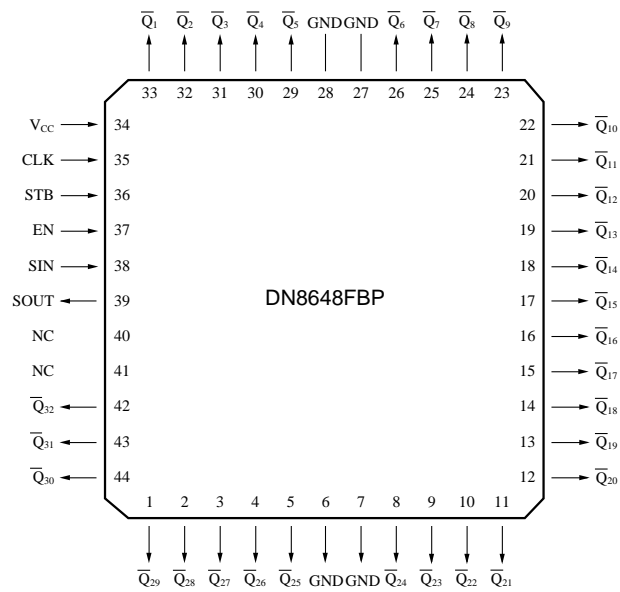 Q̅1 Q̅2 Q̅3 Q̅4 Q̅5 GND GND Q̅6 Q̅7 Q̅8 Q̅9
33 32 31 30 29 28 27 26 25 24 23
VCC 34 22 Q̅10
CLK 35 21 Q̅11
STB 36 20 Q̅12
EN 37 19 Q̅13
SIN 38 18 Q̅14
SOUT 39 DN8648FBP 17 Q̅15
NC 40 16 Q̅16
NC 41 15 Q̅17
Q̅32 42 14 Q̅18
Q̅31 43 13 Q̅19
Q̅30 44 12 Q̅20
1 2 3 4 5 6 7 8 9 10 11
Q̅29 Q̅28 Q̅27 Q̅26 Q̅25 GND GND Q̅24 Q̅23 Q̅22 Q̅21